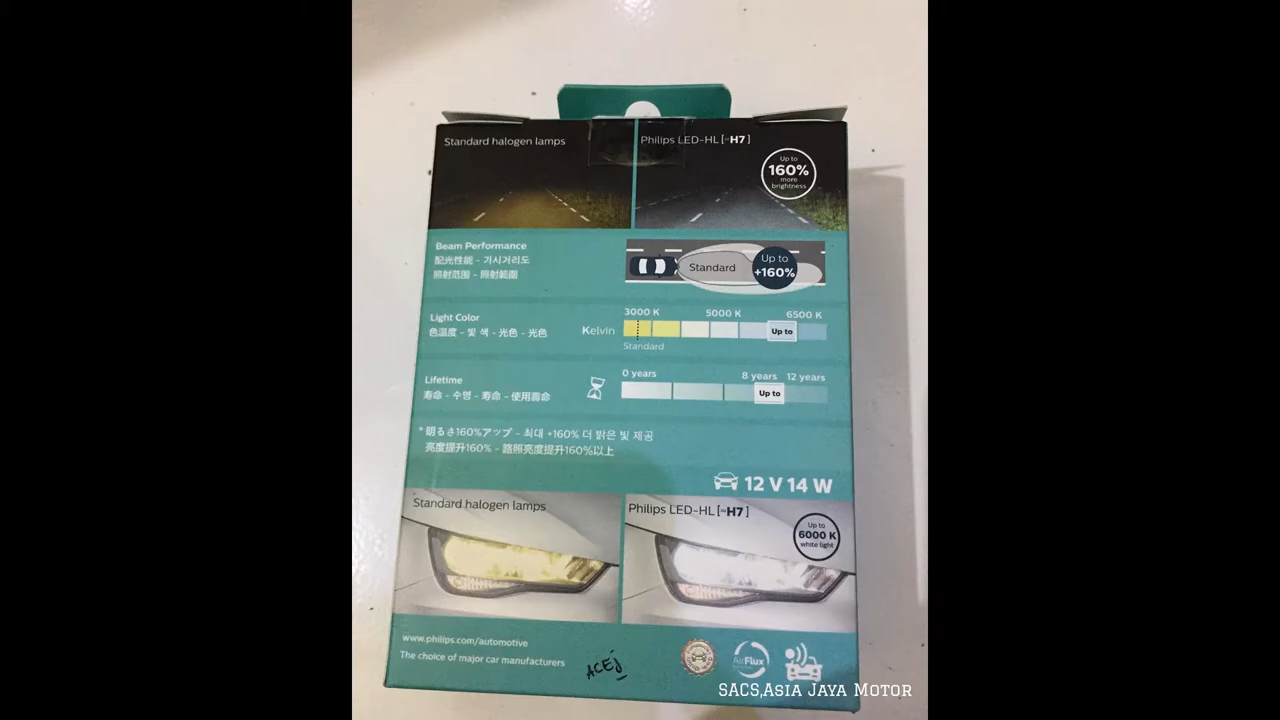 Standard halogen lamps
Philips LED-HL [~H7]
Up to
160%
more
brightness
Beam Performance
配光性能 - 가시거리도
照射范围 - 照射範圍
Standard
Up to
+160%
Light Color
色温度 - 빛 색 - 光色 - 光色
Kelvin
3000 K 5000 K 6500 K
Up to
Standard
Lifetime
寿命 - 수명 - 寿命 - 使用壽命
0 years 8 years 12 years
Up to
* 明るさ160%アップ - 최대 +160% 더 밝은 빛 제공
亮度提升160% - 路照亮度提升160%以上
12 V 14 W
Standard halogen lamps
Philips LED-HL [~H7]
Up to
6000 K
white light
www.philips.com/automotive
The choice of major car manufacturers
ACEJ
AirFlux
SACS,Asia Jaya Motor